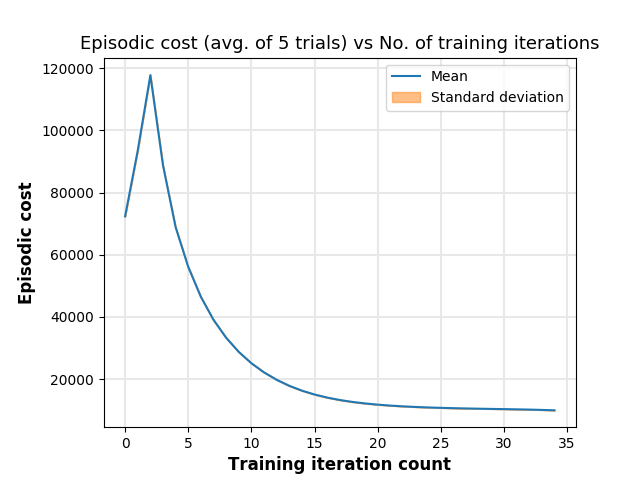 Episodic cost (avg. of 5 trials) vs No. of training iterations
120000
100000
80000
60000
40000
20000
Episodic cost
Mean
Standard deviation
0 5 10 15 20 25 30 35
Training iteration count